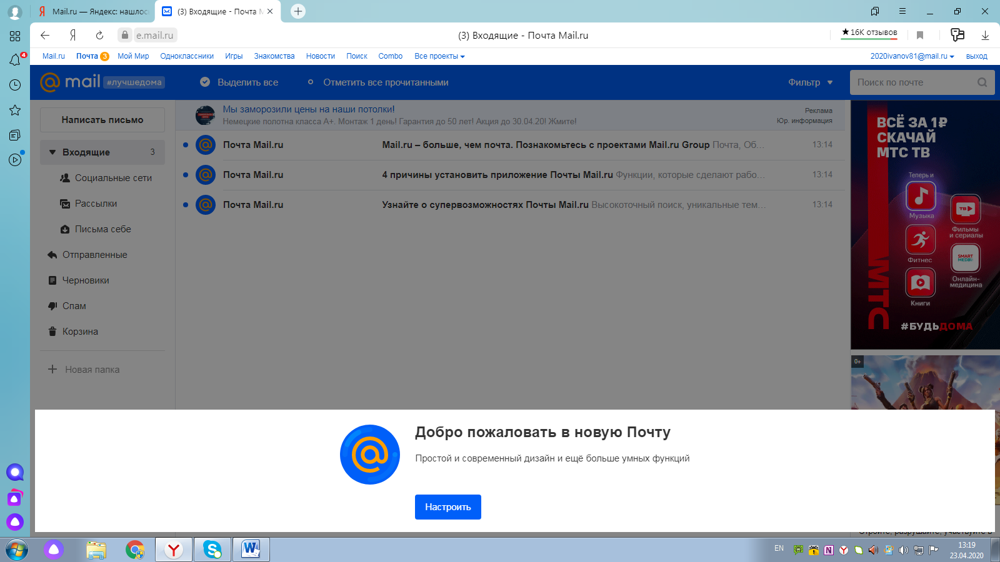 Mail.ru — Яндекс: нашлос
(3) Входящие - Почта M
e.mail.ru
(3) Входящие - Почта Mail.ru
★16K отзывов
Mail.ru Почта 3 Мой Мир Одноклассники Игры Знакомства Новости Поиск Combo Все проекты
2020ivanov81@mail.ru выход
@mail #лучшедома
Выделить все
Отметить все прочитанными
Фильтр
Поиск по почте
Написать письмо
Входящие 3
Социальные сети
Рассылки
Письма себе
Отправленные
Черновики
Спам
Корзина
Новая папка
Мы заморозили цены на наши потолки!
Немецкие полотна класса А+. Монтаж 1 день! Гарантия до 50 лет! Акция до 30.04.20! Жмите!
Реклама
Юр. информация
Почта Mail.ru Mail.ru – больше, чем почта. Познакомьтесь с проектами Mail.ru Group Почта, Об... 13:14
Почта Mail.ru 4 причины установить приложение Почты Mail.ru Функции, которые сделают рабо... 13:14
Почта Mail.ru Узнайте о супервозможностях Почты Mail.ru Высокоточный поиск, уникальные тем... 13:14
ВСЁ ЗА 1₽
СКАЧАЙ
МТС ТВ
Теперь и
Музыка
ТВ
Фильмы
и сериалы
Фитнес
SMART
MED
Онлайн-
медицина
Книги
МТС
#БУДЬДОМА
0+
Добро пожаловать в новую Почту
Простой и современный дизайн и ещё больше умных функций
Настроить
Стройте, разрушайте, участвуйте в
4
EN
13:19
23.04.2020